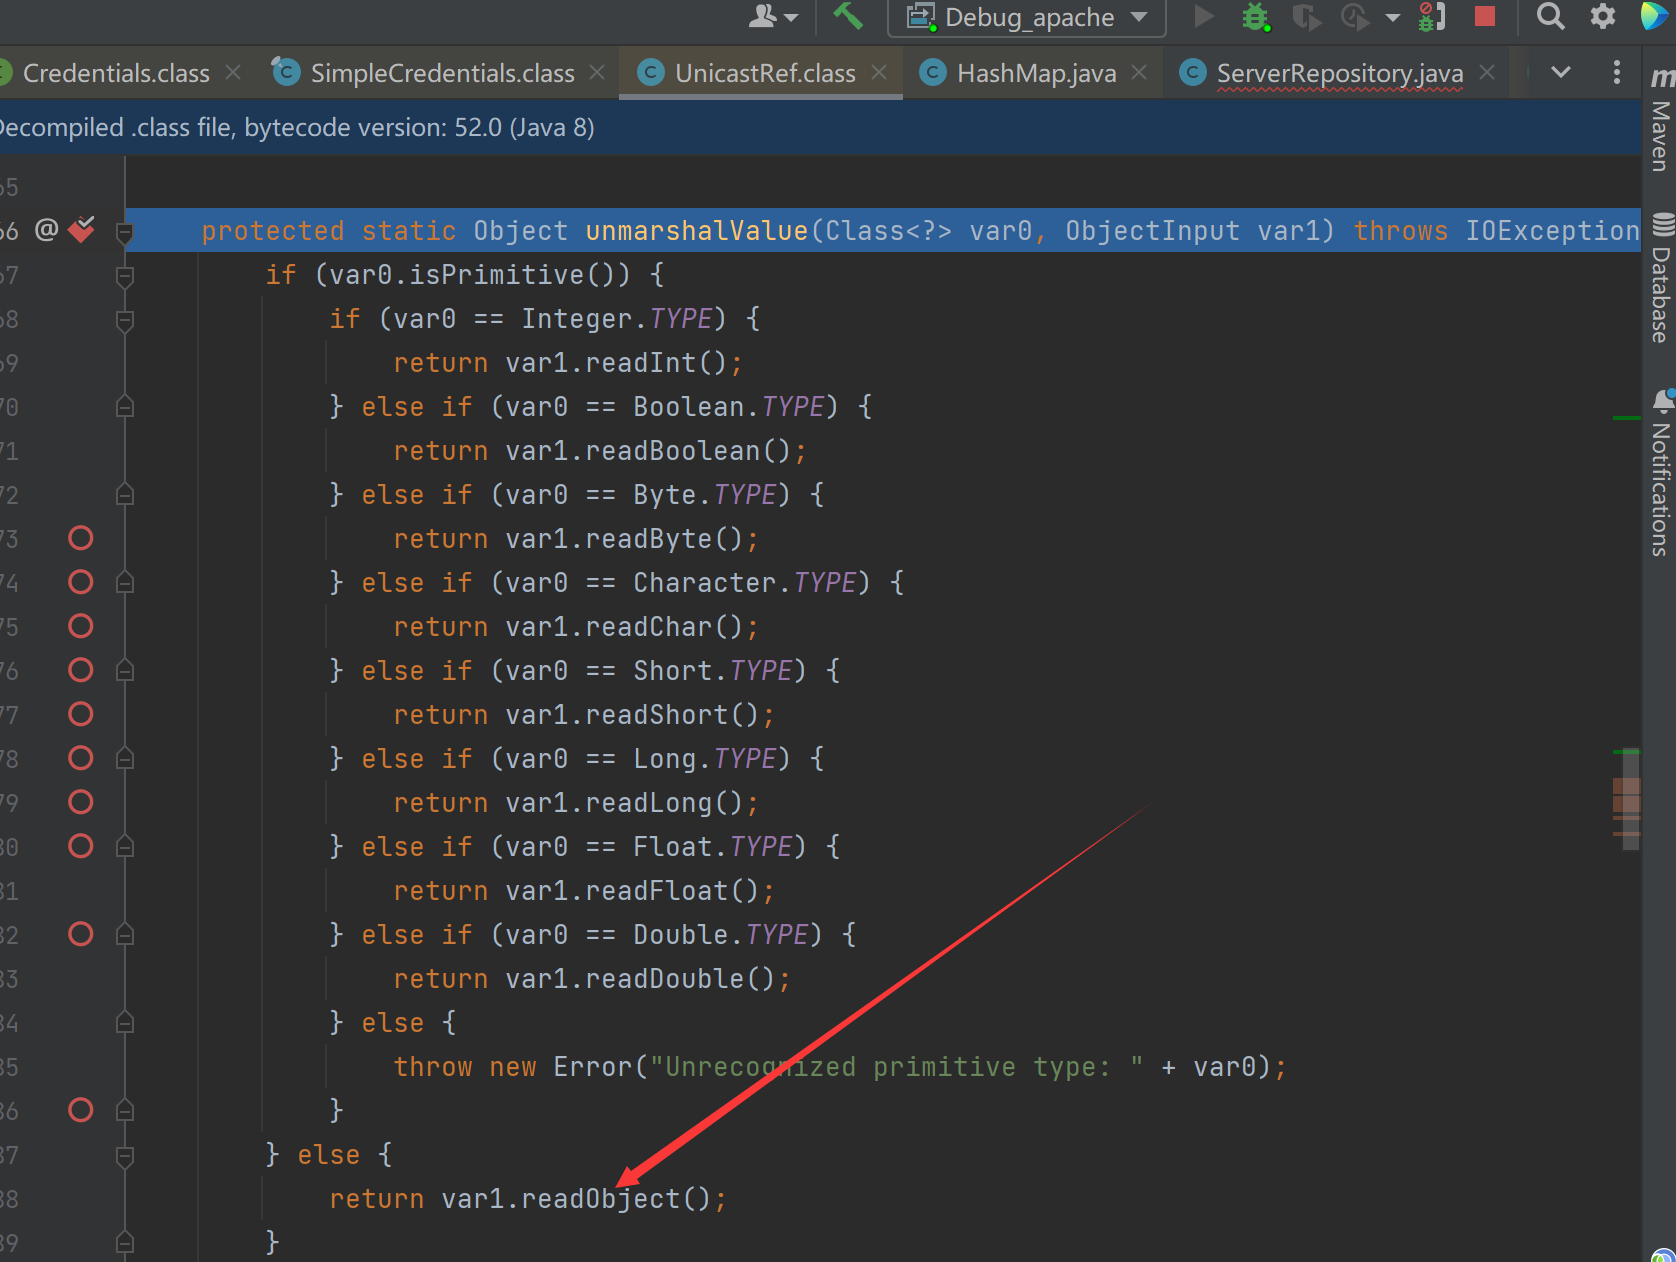 Debug_apache
Credentials.class
SimpleCredentials.class
UnicastRef.class
HashMap.java
ServerRepository.java
Decompiled .class file, bytecode version: 52.0 (Java 8)
65
66 @ protected static Object unmarshalValue(Class<?> var0, ObjectInput var1) throws IOException
67 if (var0.isPrimitive()) {
68 if (var0 == Integer.TYPE) {
69 return var1.readInt();
70 } else if (var0 == Boolean.TYPE) {
71 return var1.readBoolean();
72 } else if (var0 == Byte.TYPE) {
73 return var1.readByte();
74 } else if (var0 == Character.TYPE) {
75 return var1.readChar();
76 } else if (var0 == Short.TYPE) {
77 return var1.readShort();
78 } else if (var0 == Long.TYPE) {
79 return var1.readLong();
80 } else if (var0 == Float.TYPE) {
81 return var1.readFloat();
82 } else if (var0 == Double.TYPE) {
83 return var1.readDouble();
84 } else {
85 throw new Error("Unrecognized primitive type: " + var0);
86 }
87 } else {
88 return var1.readObject();
89 }
m
Maven
Database
Notifications